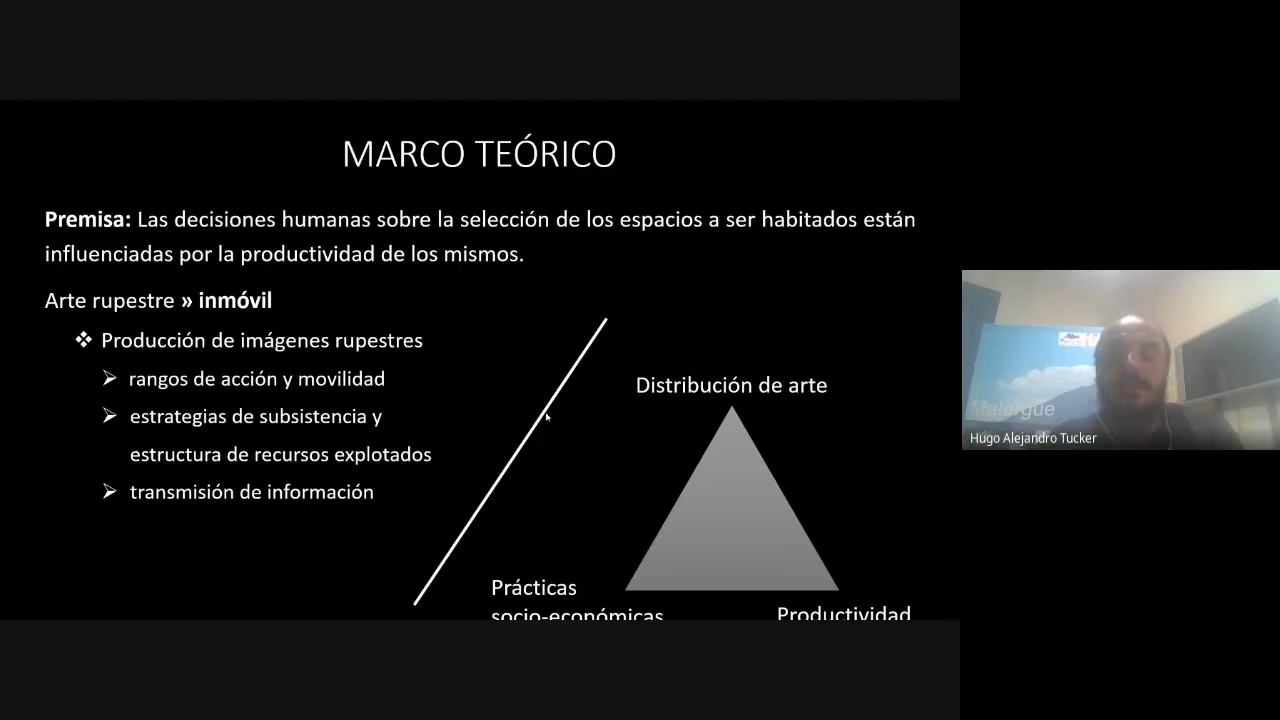 MARCO TEÓRICO
Premisa: Las decisiones humanas sobre la selección de los espacios a ser habitados están
influenciadas por la productividad de los mismos.
Arte rupestre » inmóvil
❖ Producción de imágenes rupestres
➢ rangos de acción y movilidad
➢ estrategias de subsistencia y
estructura de recursos explotados
➢ transmisión de información
Distribución de arte
Prácticas
socio-económicas
Productividad
Malargüe
Hugo Alejandro Tucker